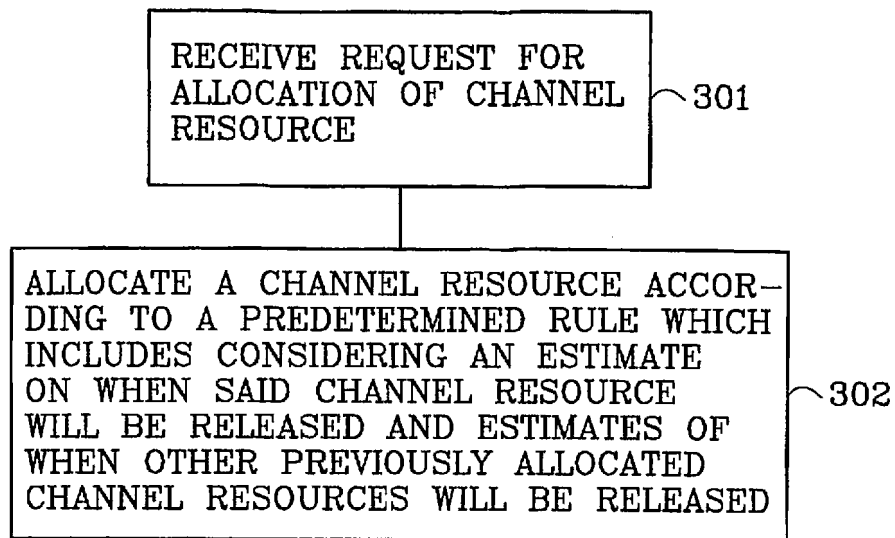 RECEIVE REQUEST FOR
ALLOCATION OF CHANNEL
RESOURCE
301
ALLOCATE A CHANNEL RESOURCE ACCOR-
DING TO A PREDETERMINED RULE WHICH
INCLUDES CONSIDERING AN ESTIMATE
ON WHEN SAID CHANNEL RESOURCE
WILL BE RELEASED AND ESTIMATES OF
WHEN OTHER PREVIOUSLY ALLOCATED
CHANNEL RESOURCES WILL BE RELEASED
302